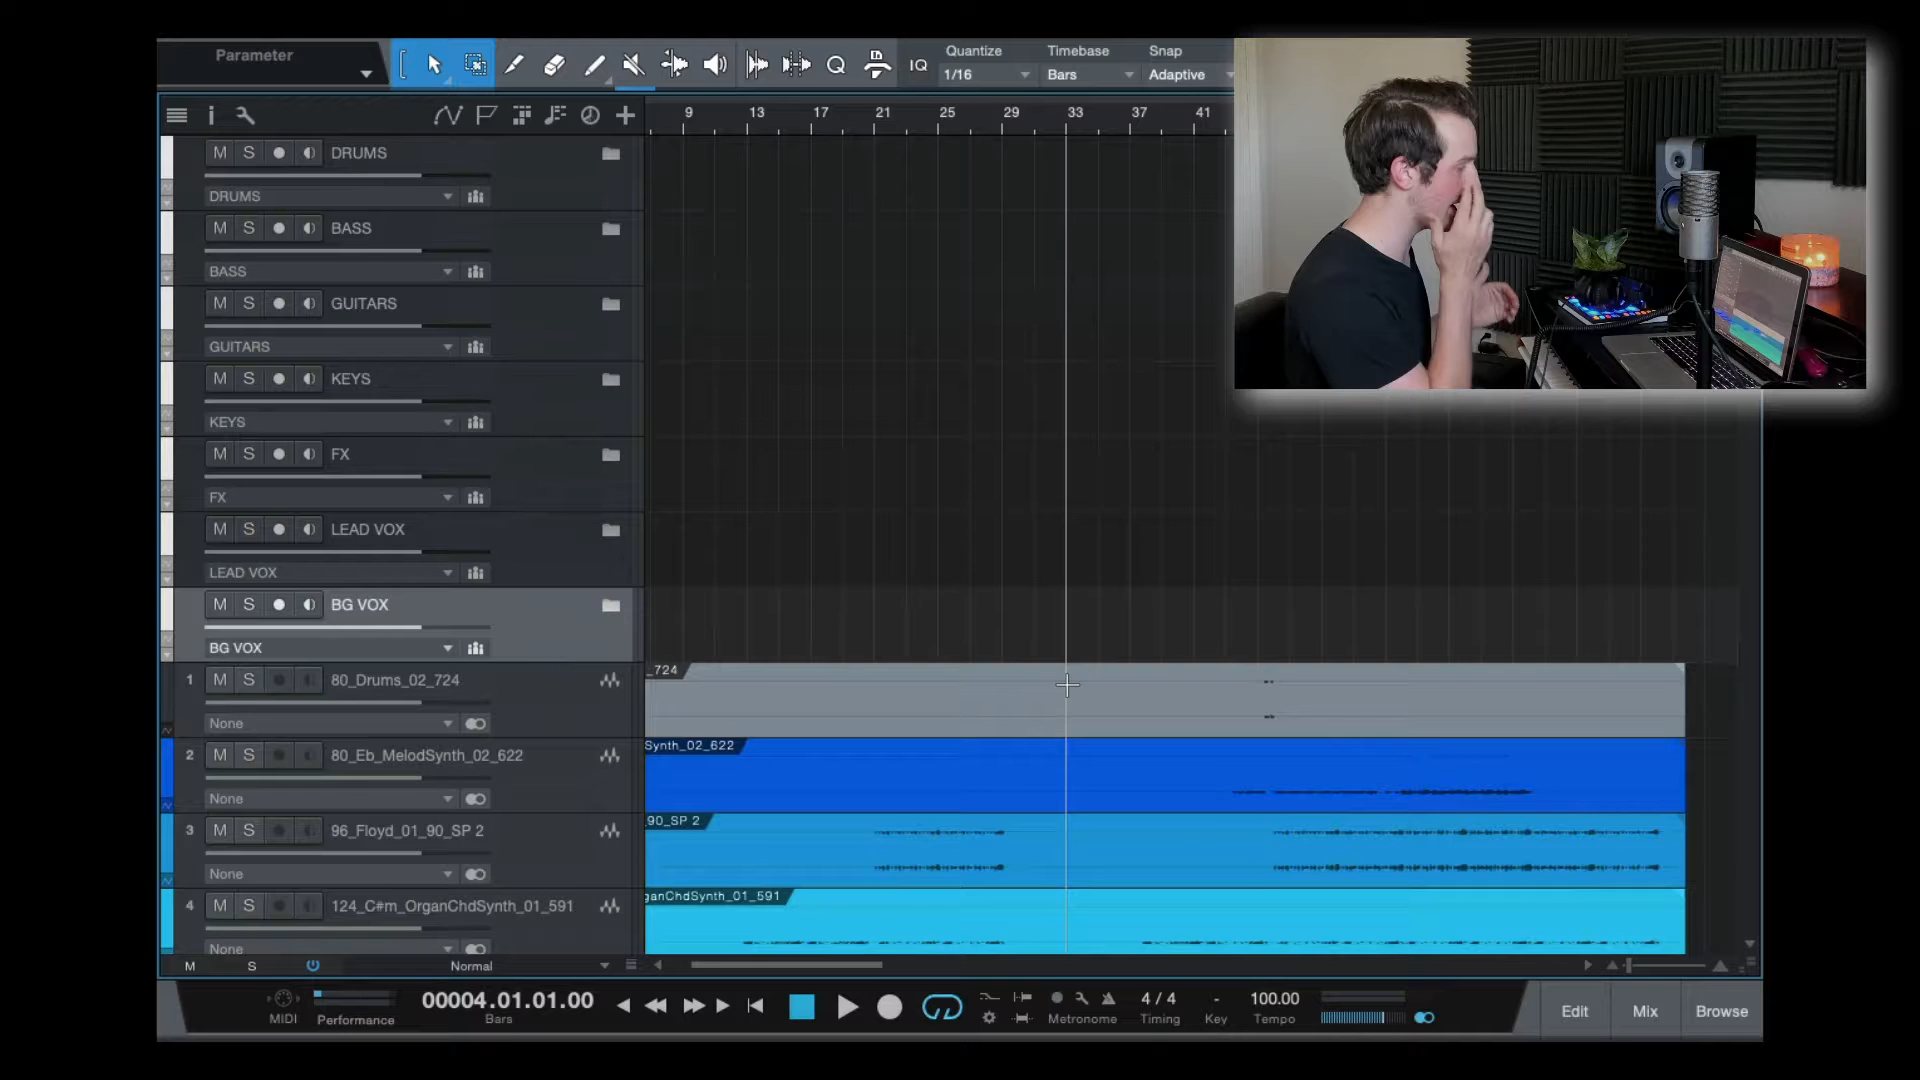 Parameter
IQ
Quantize
1/16
Timebase
Bars
Snap
Adaptive
i
9 13 17 21 25 29 33 37 41
M S DRUMS
DRUMS
M S BASS
BASS
M S GUITARS
GUITARS
M S KEYS
KEYS
M S FX
FX
M S LEAD VOX
LEAD VOX
M S BG VOX
BG VOX
1 M S 80_Drums_02_724
None
_724
2 M S 80_Eb_MelodSynth_02_622
None
Synth_02_622
3 M S 96_Floyd_01_90_SP 2
None
90_SP 2
4 M S 124_C#m_OrganChdSynth_01_591
None
ganChdSynth_01_591
M S Normal
MIDI
Performance
00004.01.01.00
Bars
Metronome
4 / 4
Timing
-
Key
100.00
Tempo
Edit
Mix
Browse